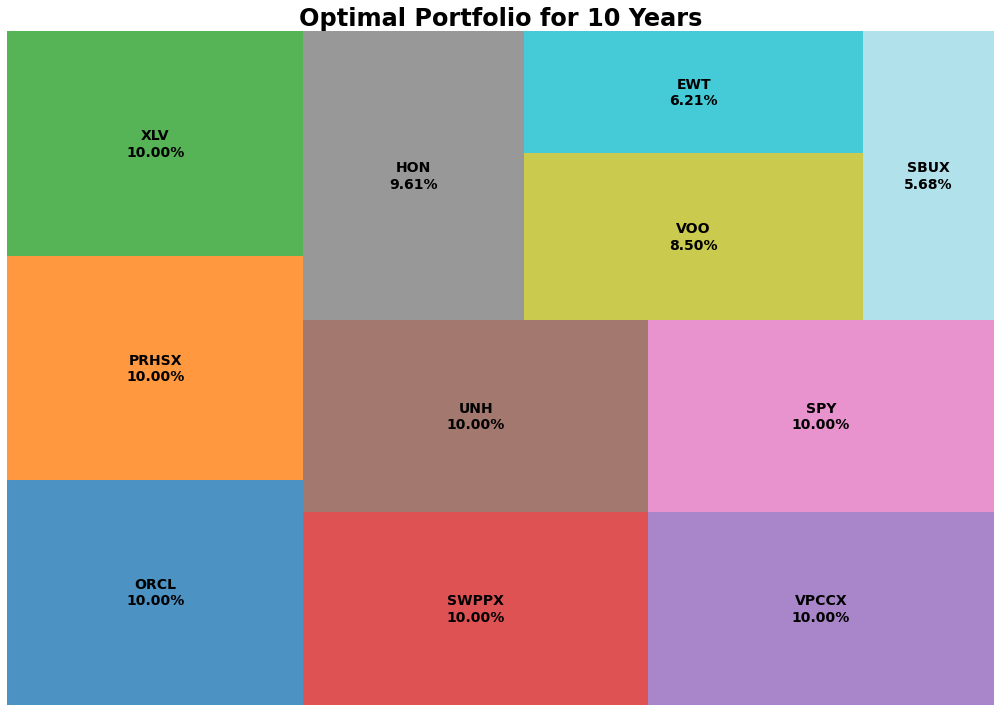 Optimal Portfolio for 10 Years
XLV
10.00%
PRHSX
10.00%
ORCL
10.00%
HON
9.61%
EWT
6.21%
VOO
8.50%
SBUX
5.68%
UNH
10.00%
SPY
10.00%
SWPPX
10.00%
VPCCX
10.00%